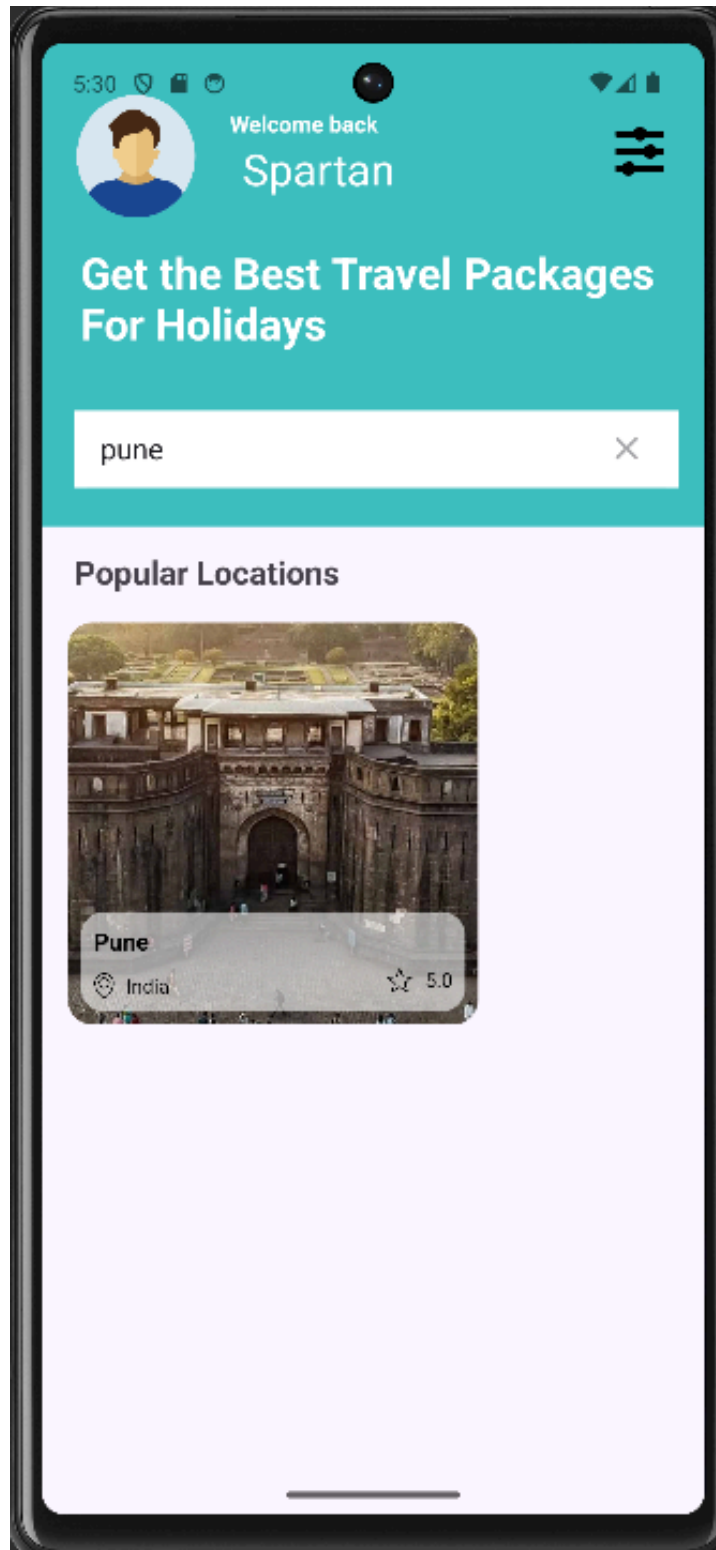 5:30
Welcome back
Spartan
Get the Best Travel Packages
For Holidays
pune
Popular Locations
Pune
India
5.0